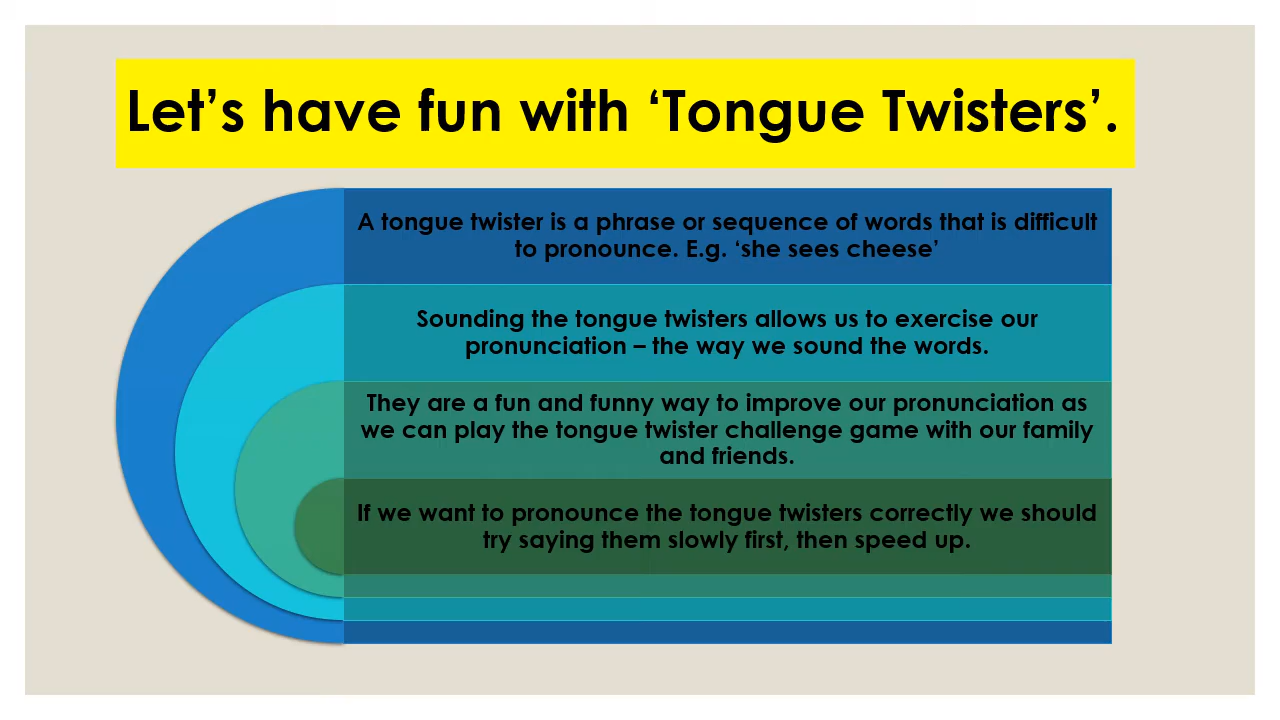 Let’s have fun with ‘Tongue Twisters’.
A tongue twister is a phrase or sequence of words that is difficult
to pronounce. E.g. ‘she sees cheese’
Sounding the tongue twisters allows us to exercise our
pronunciation – the way we sound the words.
They are a fun and funny way to improve our pronunciation as
we can play the tongue twister challenge game with our family
and friends.
If we want to pronounce the tongue twisters correctly we should
try saying them slowly first, then speed up.